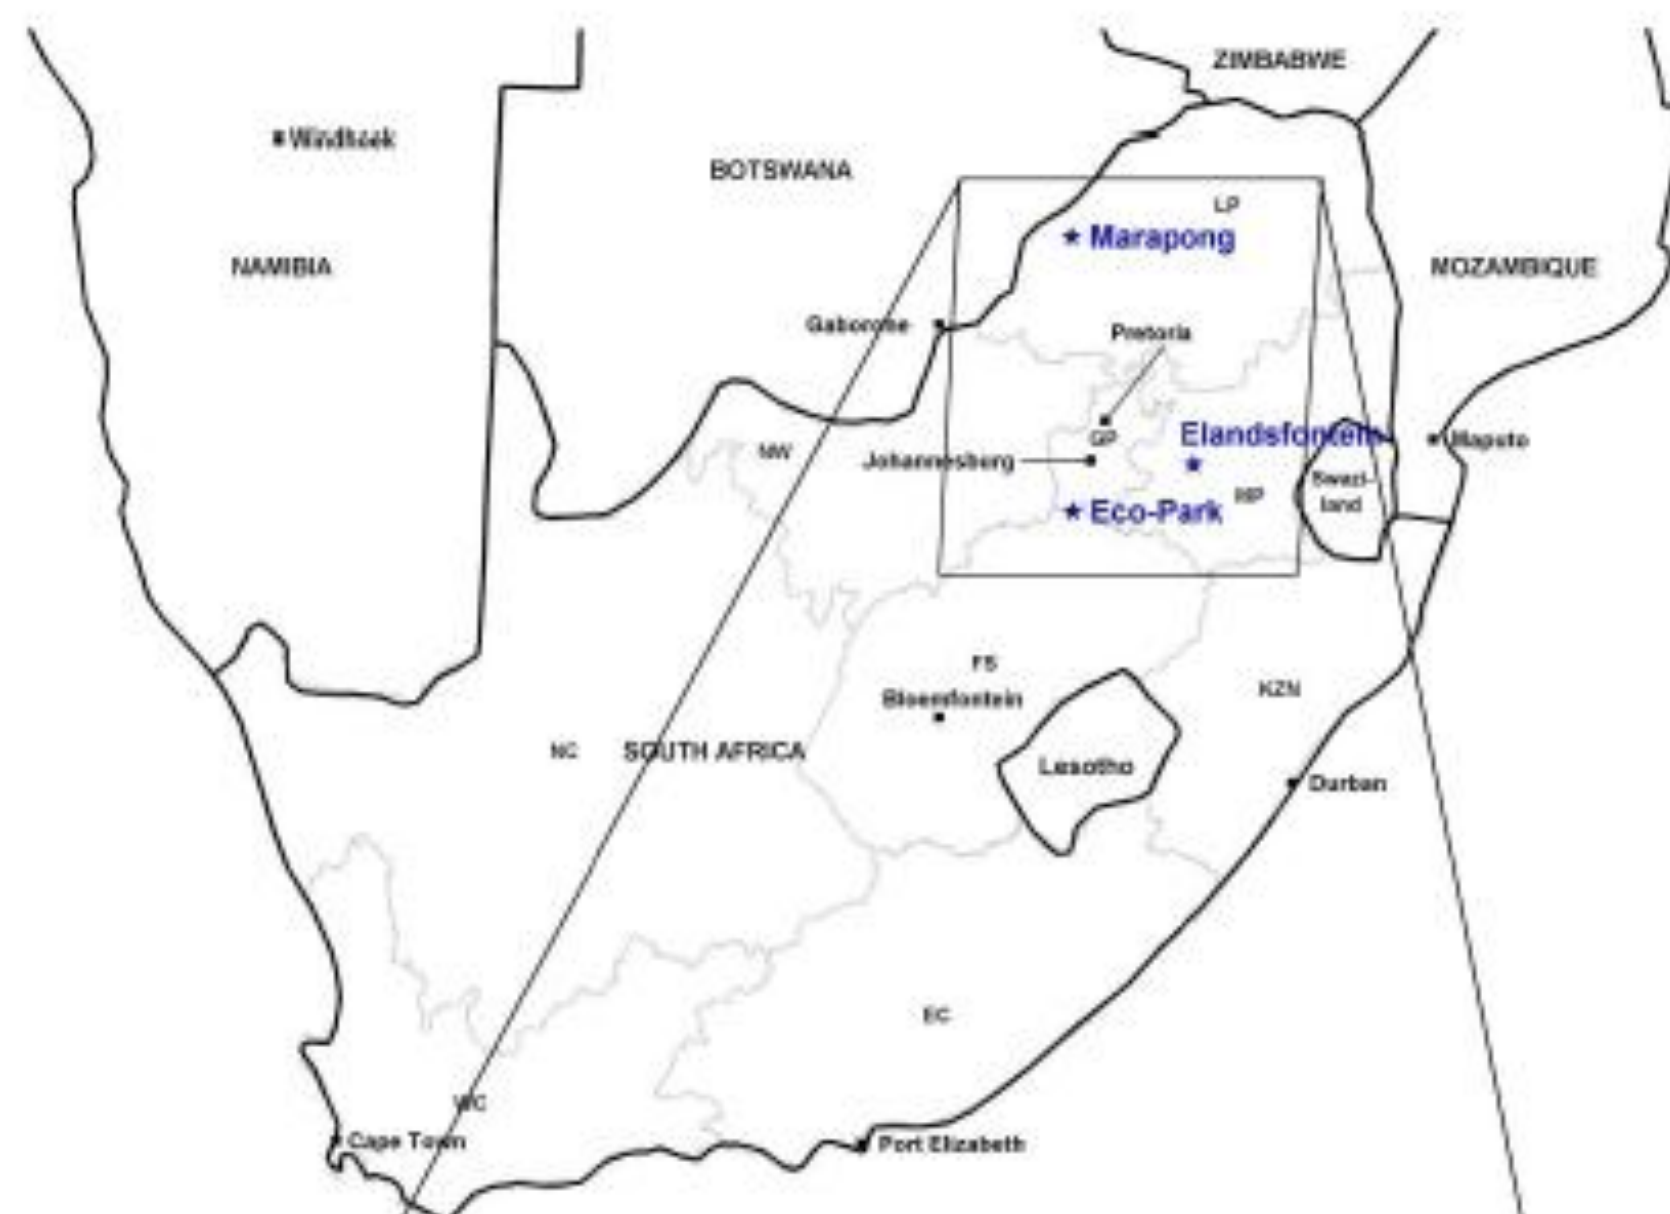 ZIMBABWE
Windhoek
BOTSWANA
LP
Marapong
NAMIBIA
MOZAMBIQUE
Gaborone
Pretoria
Elandsfontein
GP
Maputo
NW
Johannesburg
Swazi-
land
MP
Eco-Park
FS
KZN
Bloemfontein
NC
SOUTH AFRICA
Lesotho
Durban
EC
WC
Cape Town
Port Elizabeth